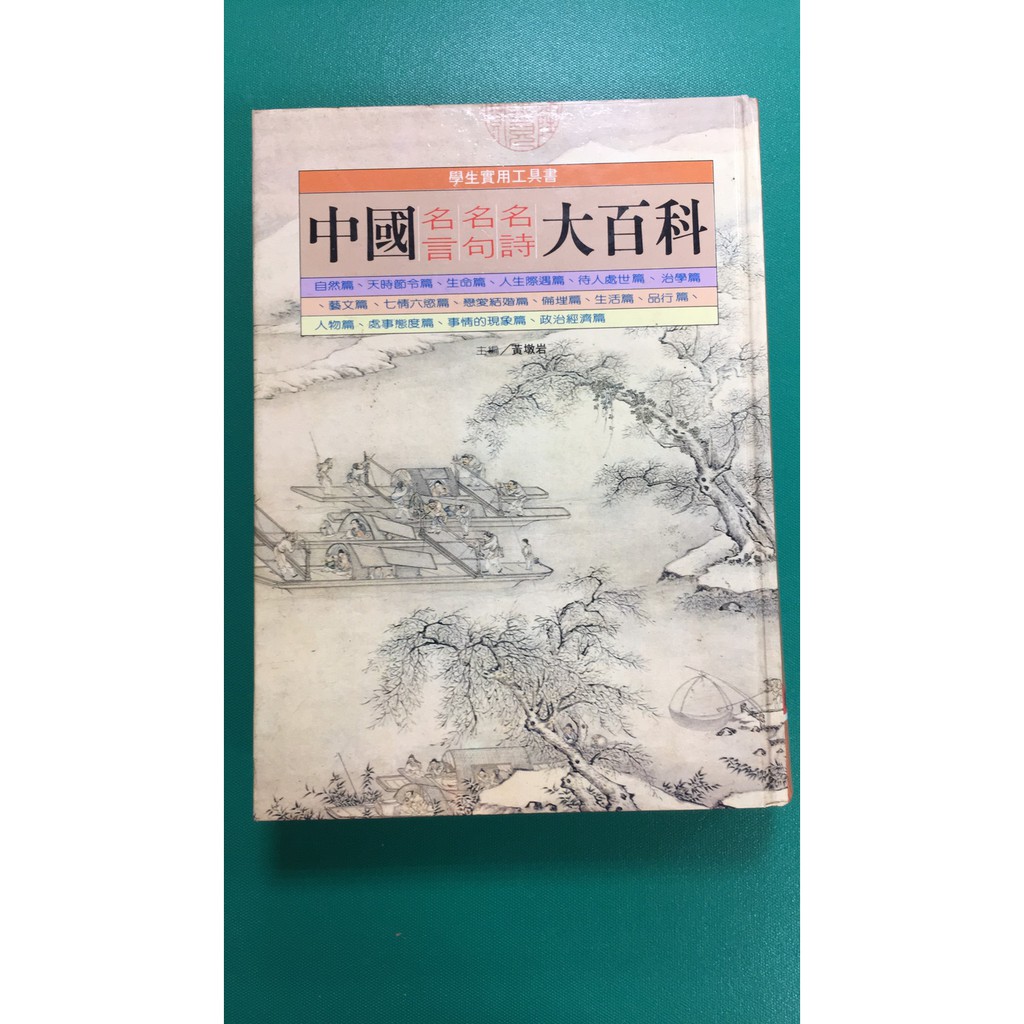 學生實用工具書
中國名言名句名詩大百科
自然篇、天時節令篇、生命篇、人生際遇篇、待人處世篇、治學篇
、藝文篇、七情六慾篇、戀愛結婚篇、倫理篇、生活篇、品行篇、
人物篇、處事態度篇、事情的現象篇、政治經濟篇
主編／黃墩岩